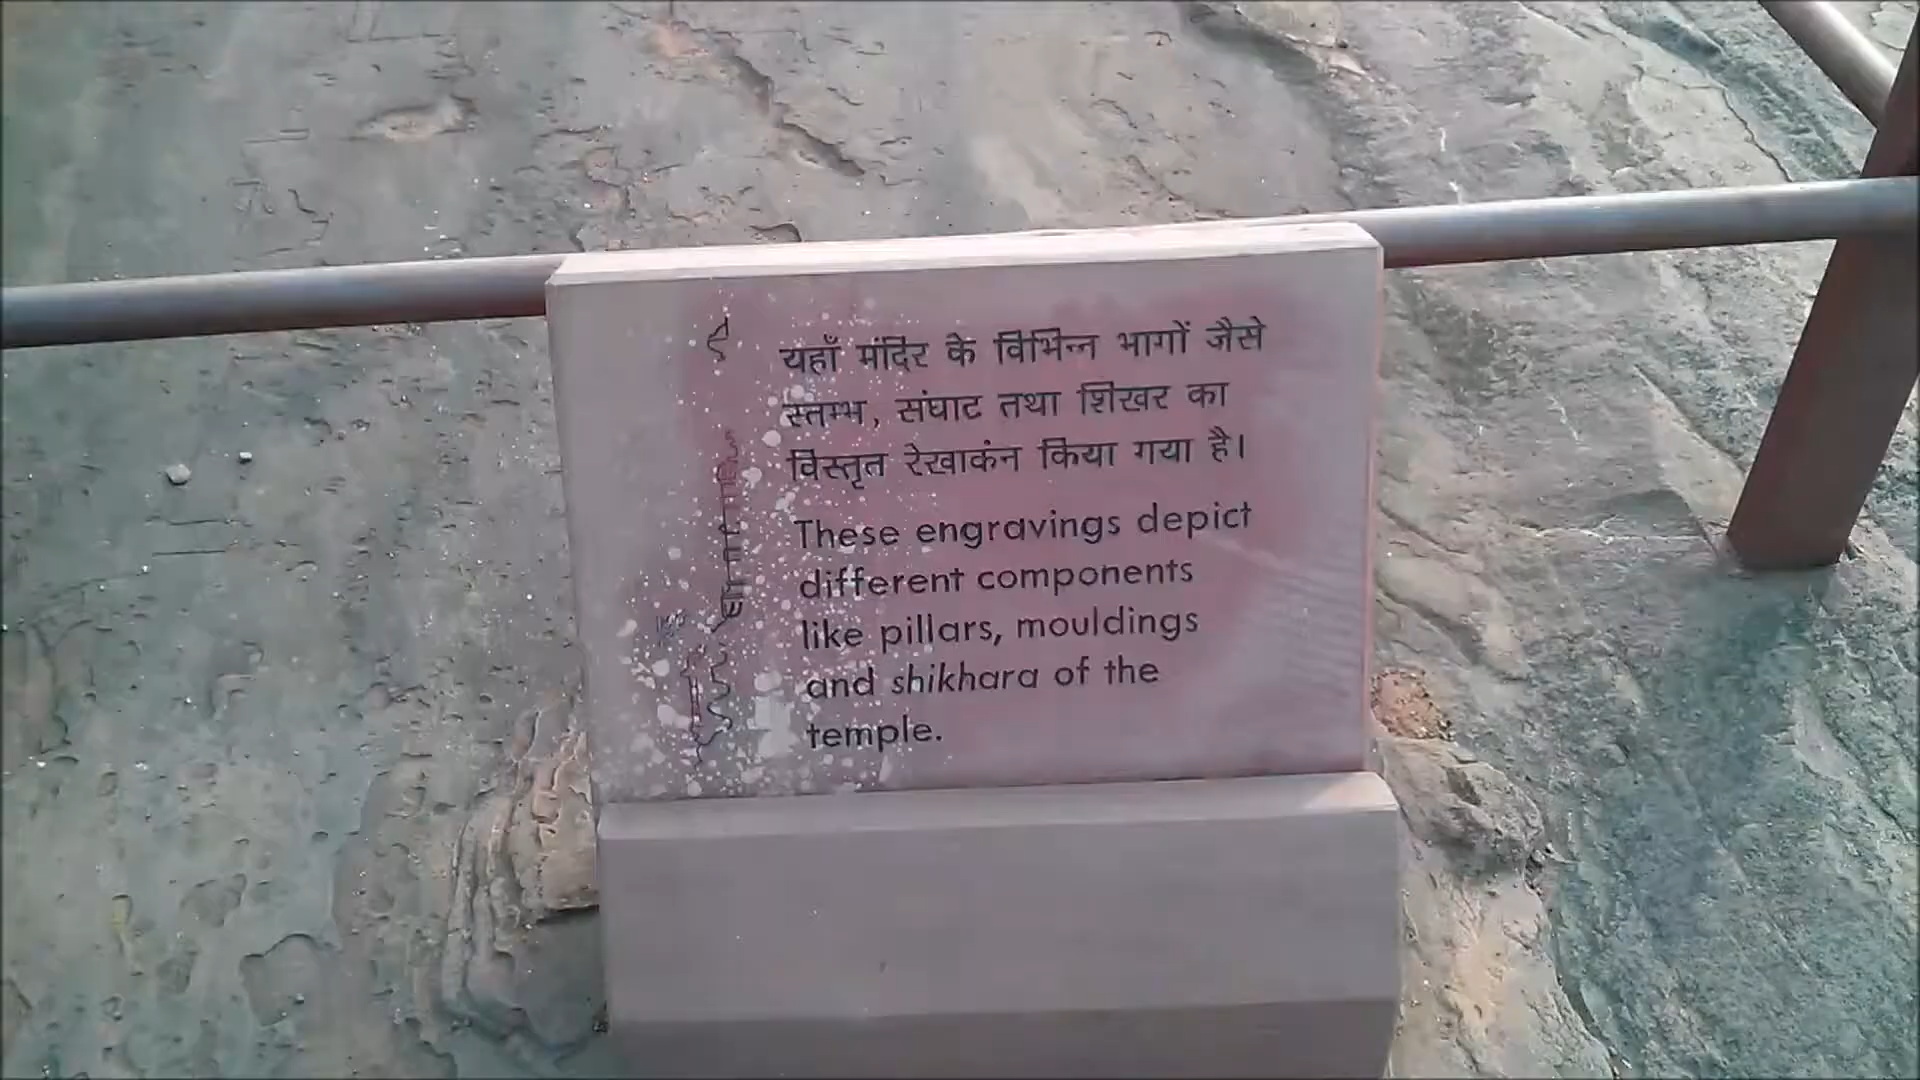 यहाँ मंदिर के विभिन्न भागों जैसे
स्तम्भ, संघाट तथा शिखर का
विस्तृत रेखाकंन किया गया है।
These engravings depict
different components
like pillars, mouldings
and shikhara of the
temple.